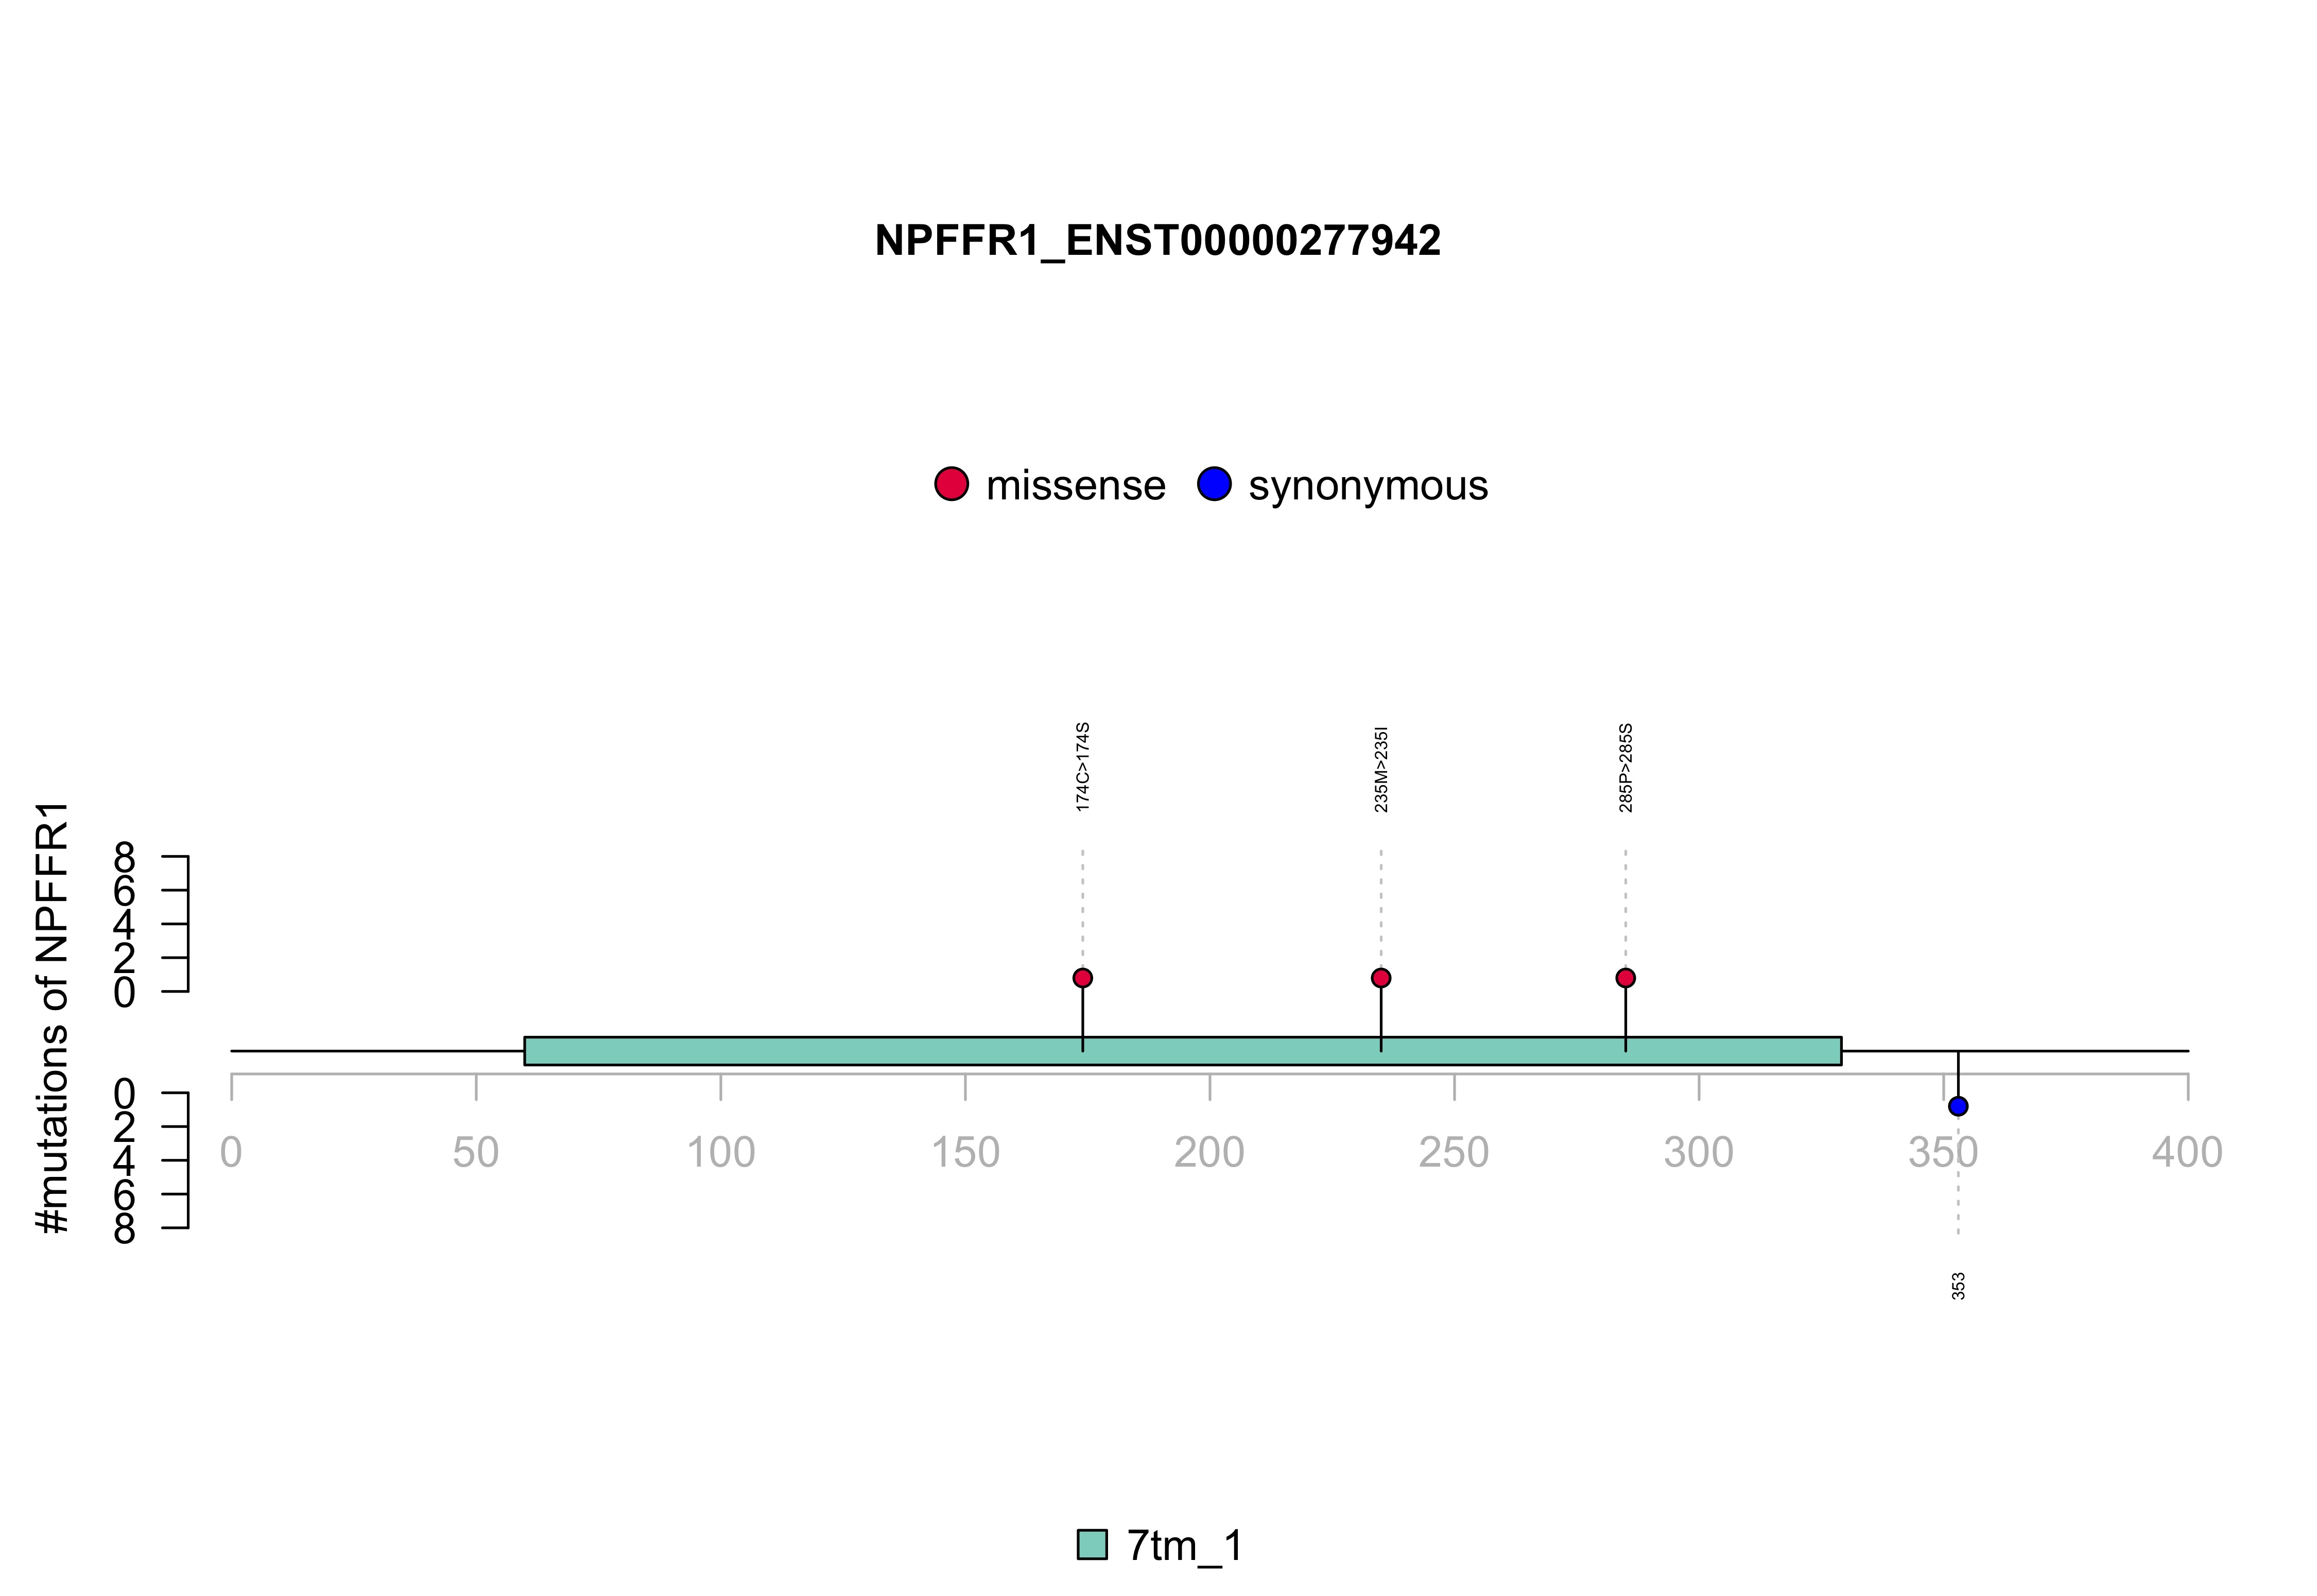 NPFFR1_ENST00000277942
missense synonymous
174C>174S
235M>235I
285P>285S
#mutations of NPFFR1
8
6
4
2
0
0
2
4
6
8
0 50 100 150 200 250 300 350 400
353
7tm_1